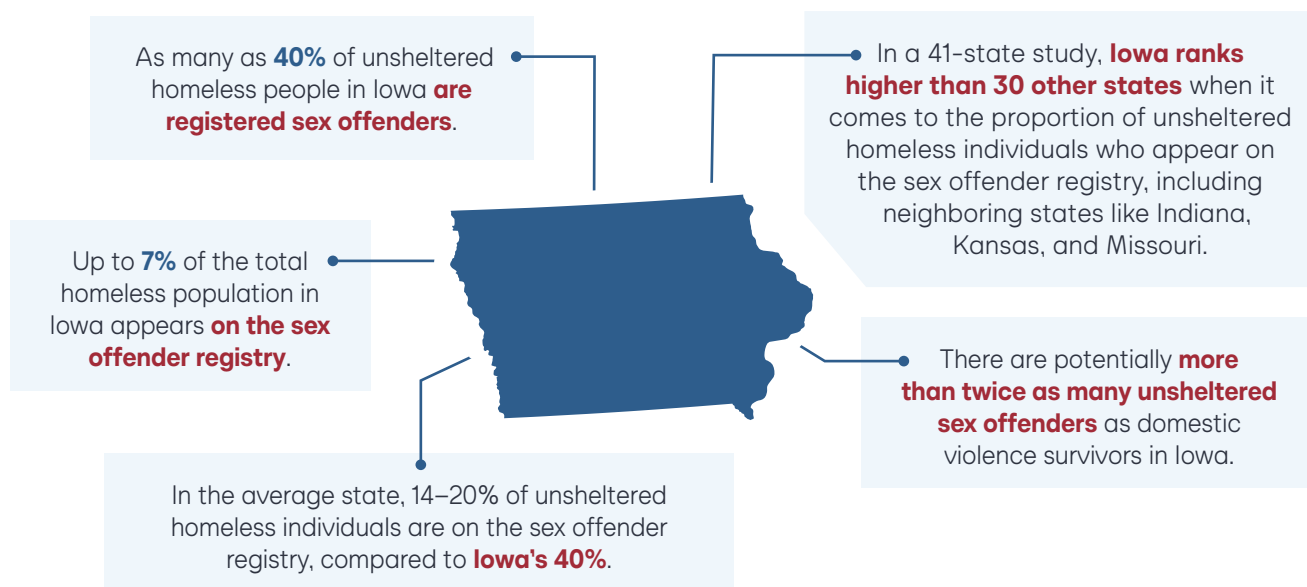 As many as 40% of unsheltered
homeless people in Iowa are
registered sex offenders.
In a 41-state study, Iowa ranks
higher than 30 other states when it
comes to the proportion of unsheltered
homeless individuals who appear on
the sex offender registry, including
neighboring states like Indiana,
Kansas, and Missouri.
Up to 7% of the total
homeless population in
Iowa appears on the sex
offender registry.
There are potentially more
than twice as many unsheltered
sex offenders as domestic
violence survivors in Iowa.
In the average state, 14–20% of unsheltered
homeless individuals are on the sex offender
registry, compared to Iowa's 40%.